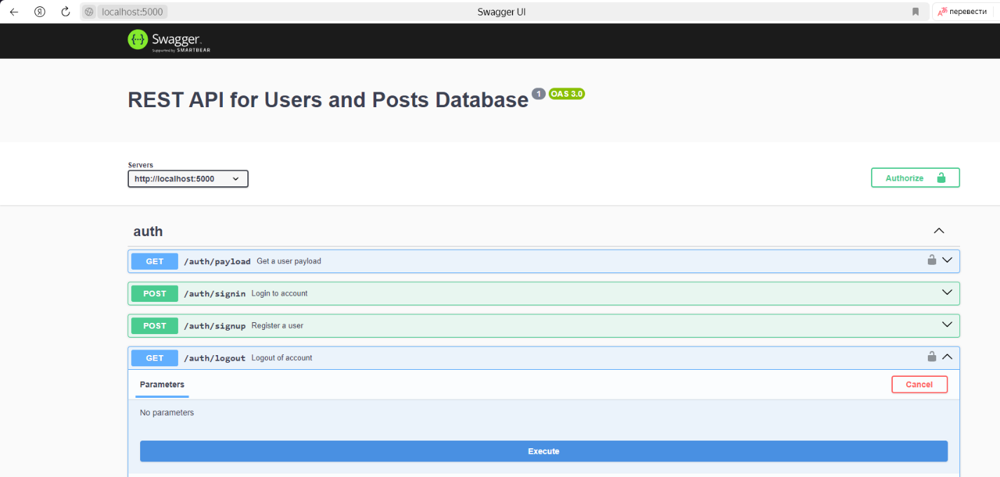 Я localhost:5000 Swagger UI перевести
{···} Swagger
Supported by SMARTBEAR
REST API for Users and Posts Database 1 OAS 3.0
Servers
http://localhost:5000
Authorize
auth
GET /auth/payload Get a user payload
POST /auth/signin Login to account
POST /auth/signup Register a user
GET /auth/logout Logout of account
Parameters
Cancel
No parameters
Execute